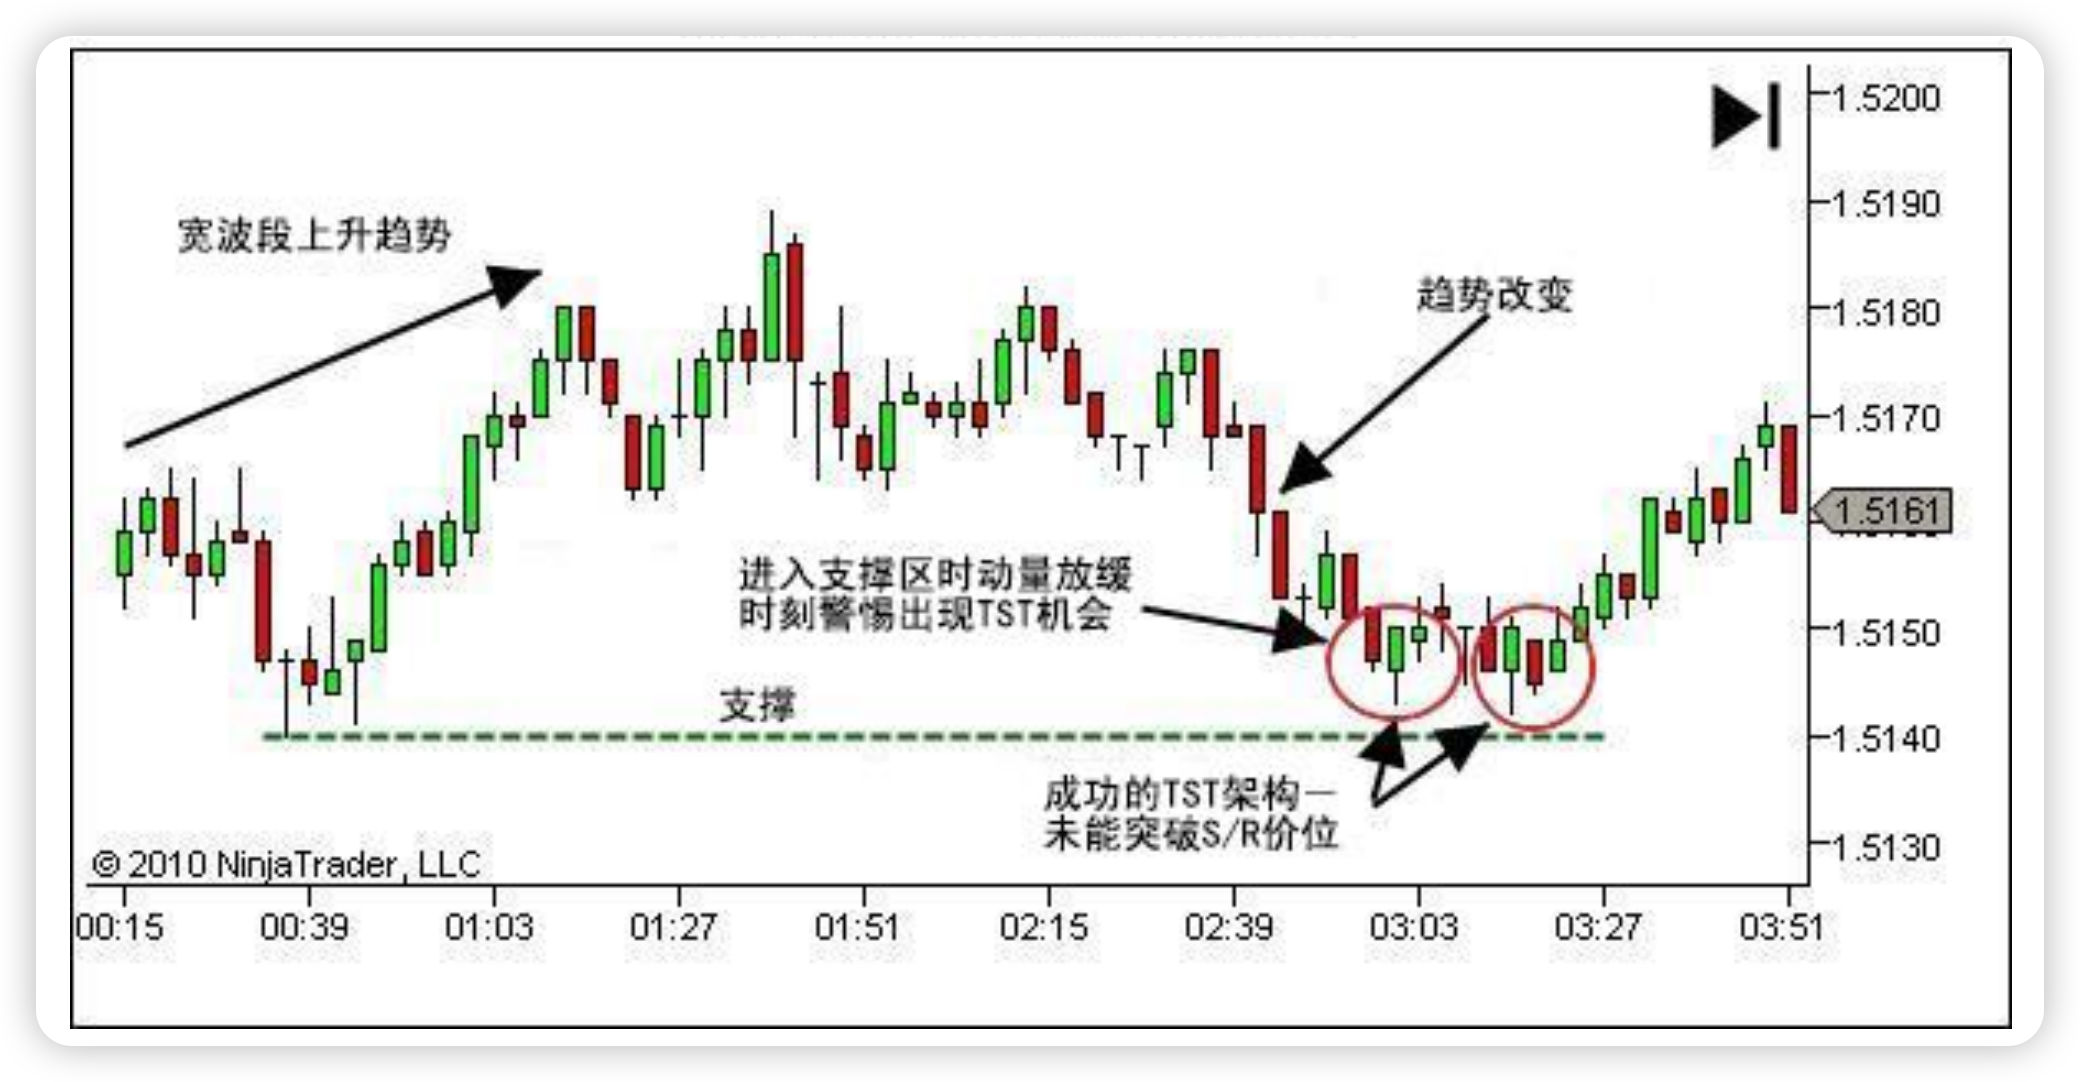 1.5200
宽波段上升趋势
1.5190
趋势改变
1.5180
1.5170
1.5161
进入支撑区时动量放缓
时刻警惕出现TST机会
1.5150
支撑
1.5140
成功的TST架构—
未能突破S/R价位
1.5130
© 2010 NinjaTrader, LLC
00:15 00:39 01:03 01:27 01:51 02:15 02:39 03:03 03:27 03:51